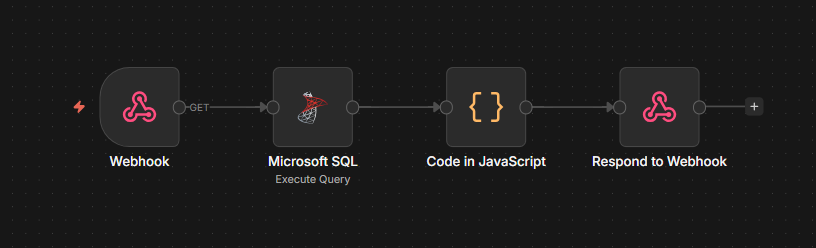 GET
Webhook
Microsoft SQL
Execute Query
Code in JavaScript
Respond to Webhook